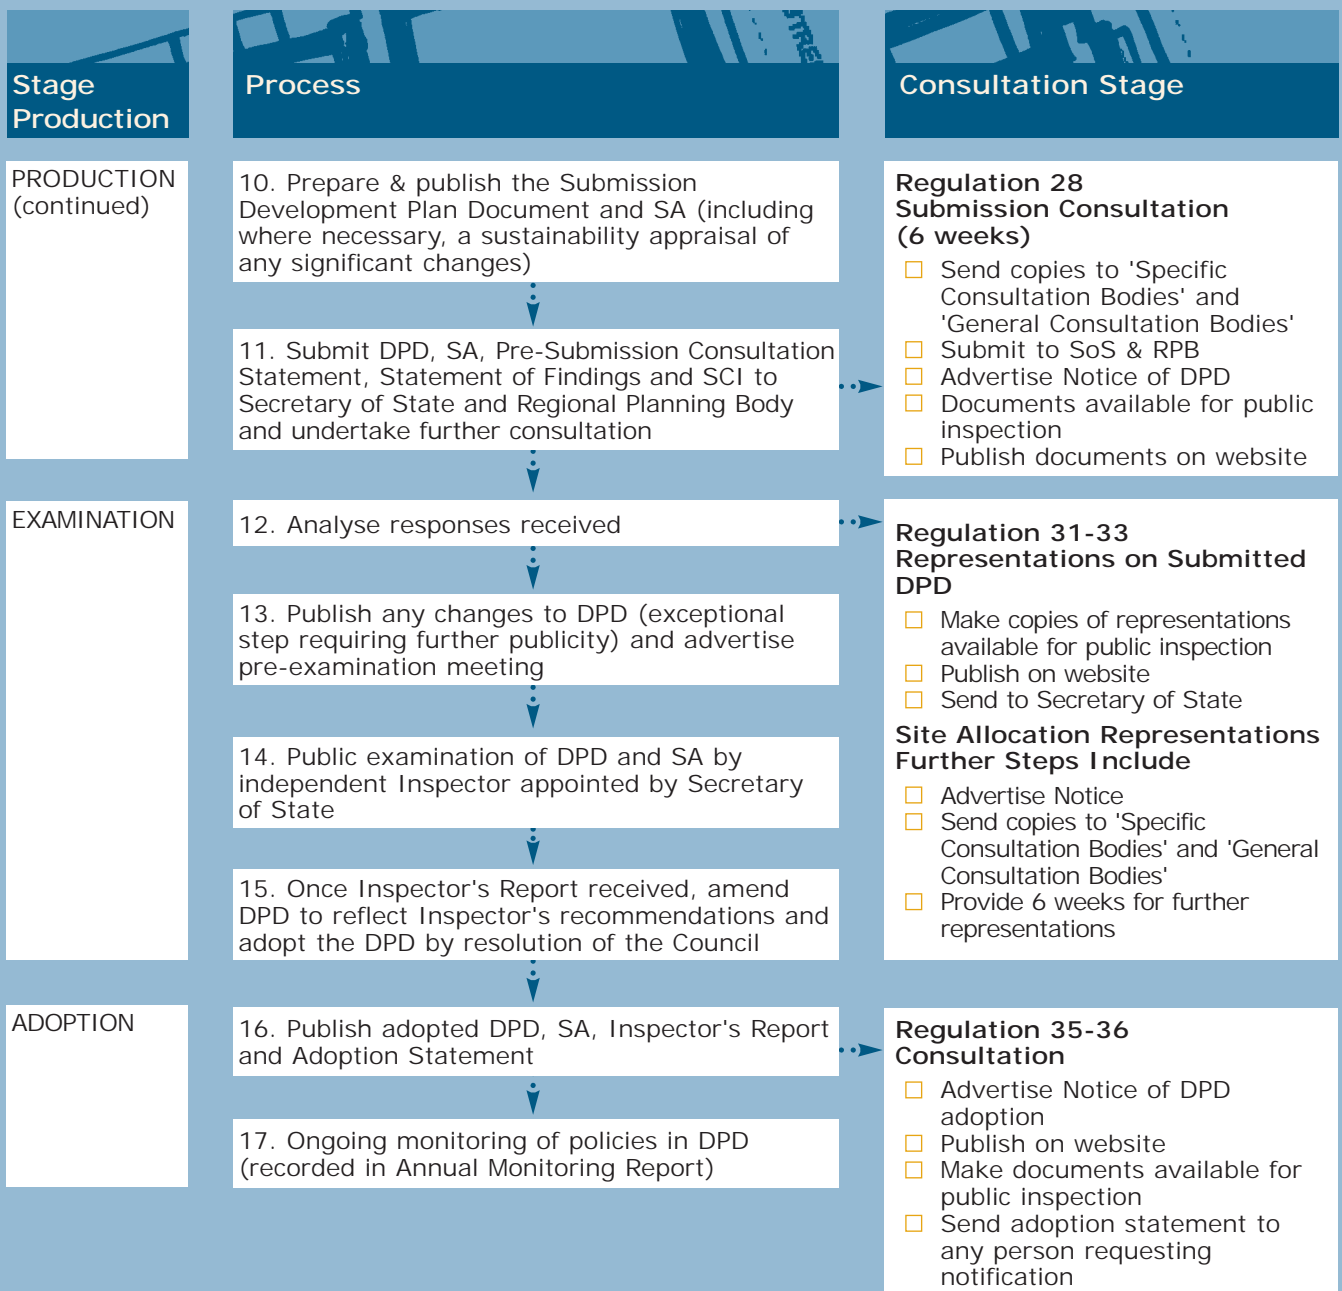 Stage
Production
Process
Consultation Stage
PRODUCTION
(continued)
10. Prepare & publish the Submission
Development Plan Document and SA (including
where necessary, a sustainability appraisal of
any significant changes)
11. Submit DPD, SA, Pre-Submission Consultation
Statement, Statement of Findings and SCI to
Secretary of State and Regional Planning Body
and undertake further consultation
Regulation 28
Submission Consultation
(6 weeks)
Send copies to 'Specific
Consultation Bodies' and
'General Consultation Bodies'
Submit to SoS & RPB
Advertise Notice of DPD
Documents available for public
inspection
Publish documents on website
EXAMINATION
12. Analyse responses received
13. Publish any changes to DPD (exceptional
step requiring further publicity) and advertise
pre-examination meeting
14. Public examination of DPD and SA by
independent Inspector appointed by Secretary
of State
15. Once Inspector's Report received, amend
DPD to reflect Inspector's recommendations and
adopt the DPD by resolution of the Council
Regulation 31-33
Representations on Submitted
DPD
Make copies of representations
available for public inspection
Publish on website
Send to Secretary of State
Site Allocation Representations
Further Steps Include
Advertise Notice
Send copies to 'Specific
Consultation Bodies' and 'General
Consultation Bodies'
Provide 6 weeks for further
representations
ADOPTION
16. Publish adopted DPD, SA, Inspector's Report
and Adoption Statement
17. Ongoing monitoring of policies in DPD
(recorded in Annual Monitoring Report)
Regulation 35-36
Consultation
Advertise Notice of DPD
adoption
Publish on website
Make documents available for
public inspection
Send adoption statement to
any person requesting
notification